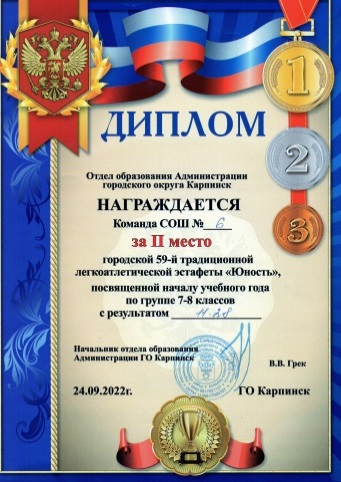 1
ДИПЛОМ
2
Отдел образования Администрации
городского округа Карпинск
НАГРАЖДАЕТСЯ
Команда СОШ № 6
за II место
3
городской 59-й традиционной
легкоатлетической эстафеты «Юность»,
посвященной началу учебного года
по группе 7-8 классов
с результатом
Начальник отдела образования
Администрации ГО Карпинск
В.В. Грек
24.09.2022г. ГО Карпинск